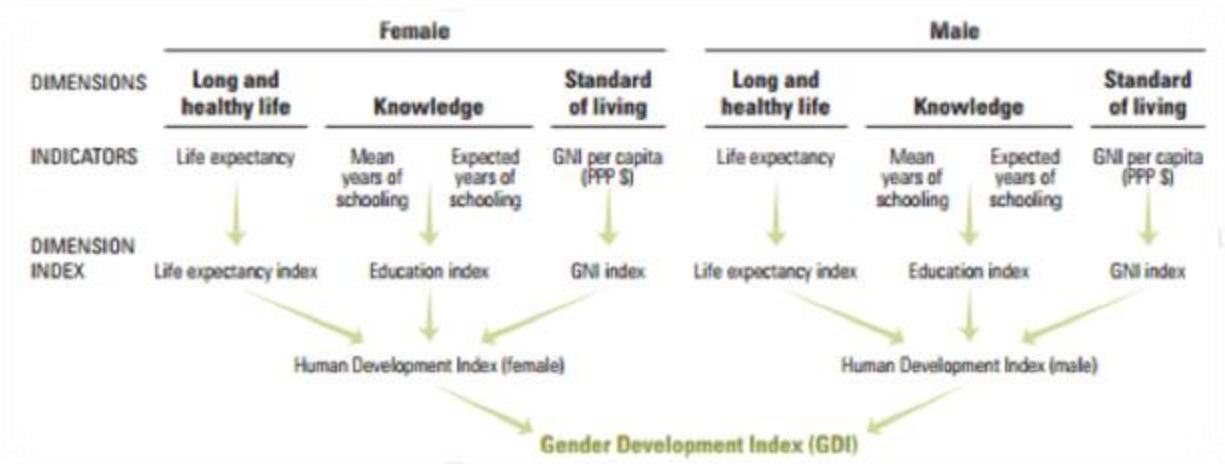 Female Male
DIMENSIONS Long and healthy life Knowledge Standard of living Long and healthy life Knowledge Standard of living
INDICATORS Life expectancy Mean years of schooling Expected years of schooling GNI per capita (PPP $) Life expectancy Mean years of schooling Expected years of schooling GNI per capita (PPP $)
DIMENSION INDEX Life expectancy index Education index GNI index Life expectancy index Education index GNI index
Human Development Index (female) Human Development Index (male)
Gender Development Index (GDI)